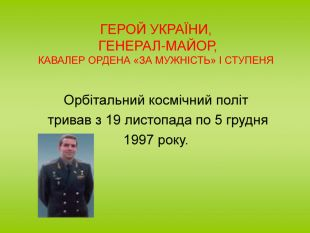 ГЕРОЙ УКРАЇНИ,
ГЕНЕРАЛ-МАЙОР,
КАВАЛЕР ОРДЕНА «ЗА МУЖНІСТЬ» І СТУПЕНЯ
Орбітальний космічний політ
тривав з 19 листопада по 5 грудня
1997 року.